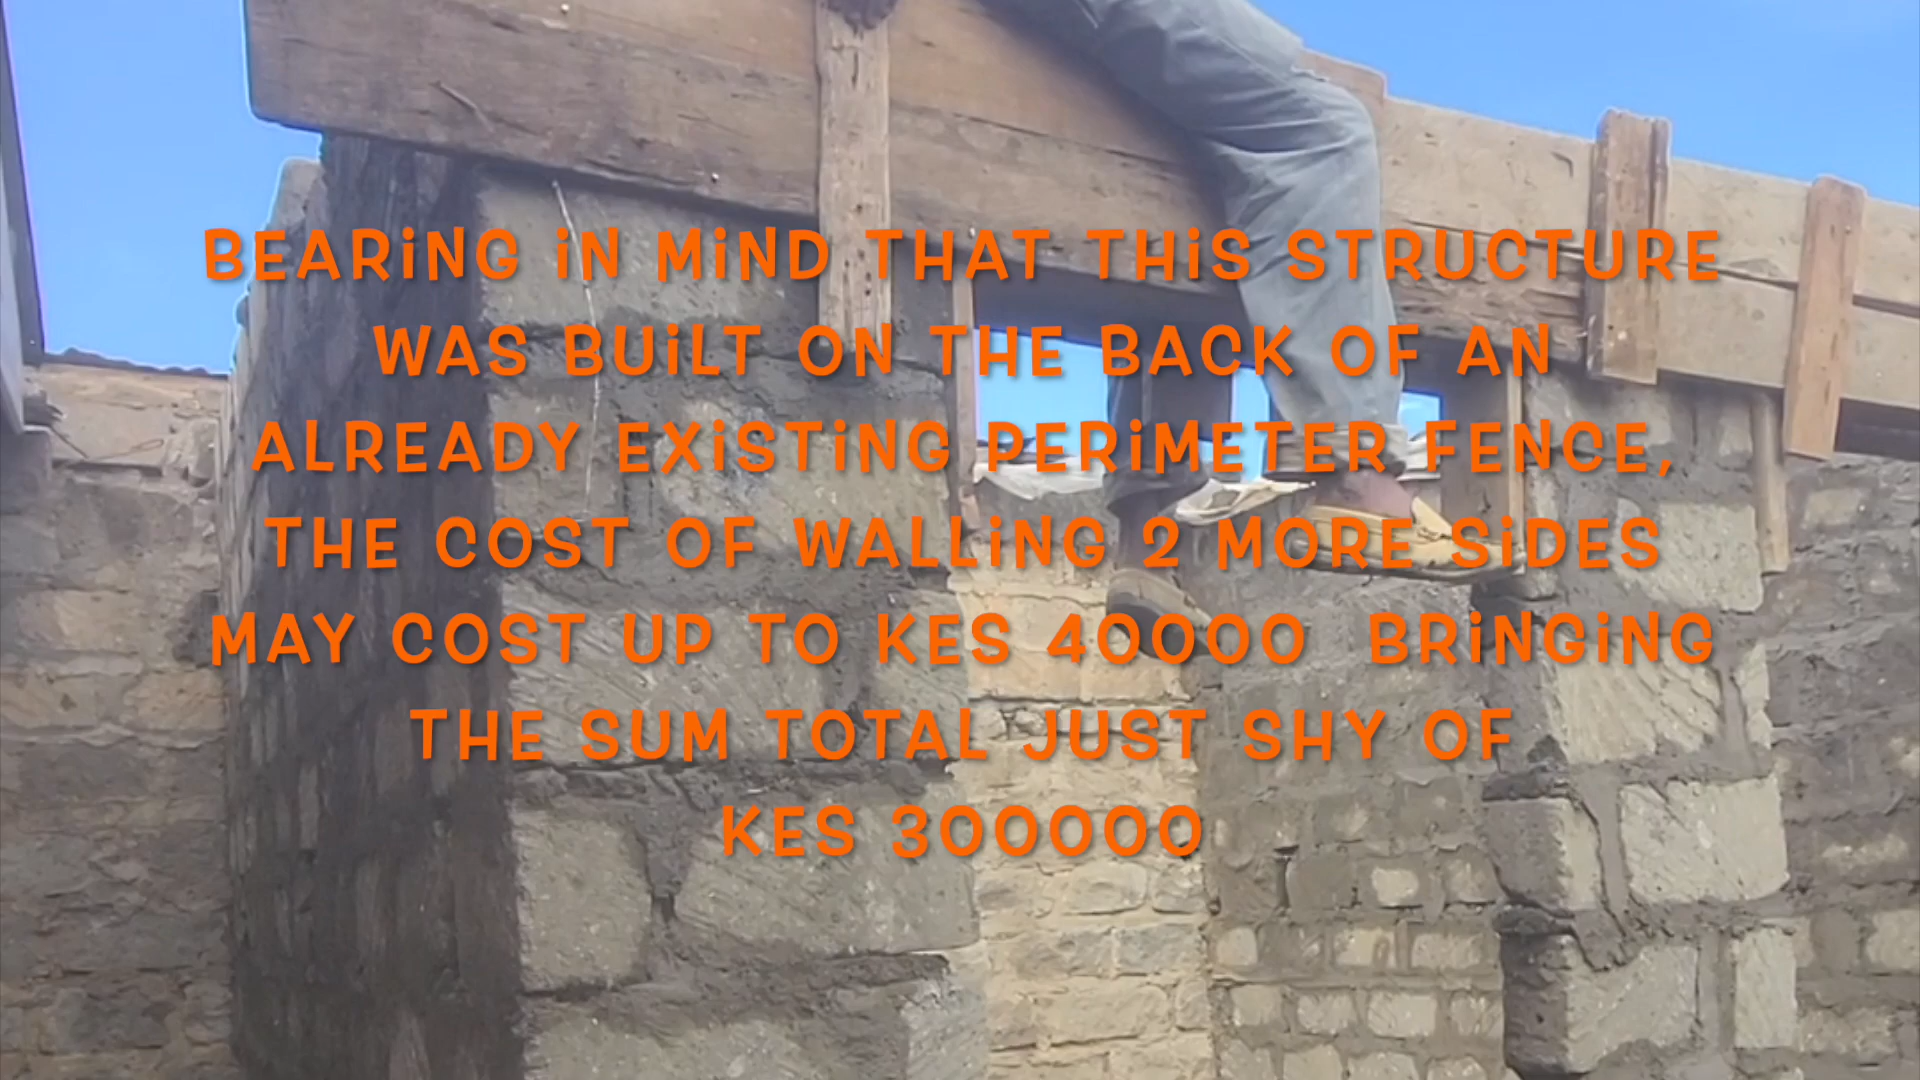 BEARING IN MIND THAT THIS STRUCTURE
WAS BUILT ON THE BACK OF AN
ALREADY EXISTING PERIMETER FENCE,
THE COST OF WALLING 2 MORE SIDES
MAY COST UP TO KES 40000 BRINGING
THE SUM TOTAL JUST SHY OF
KES 300000